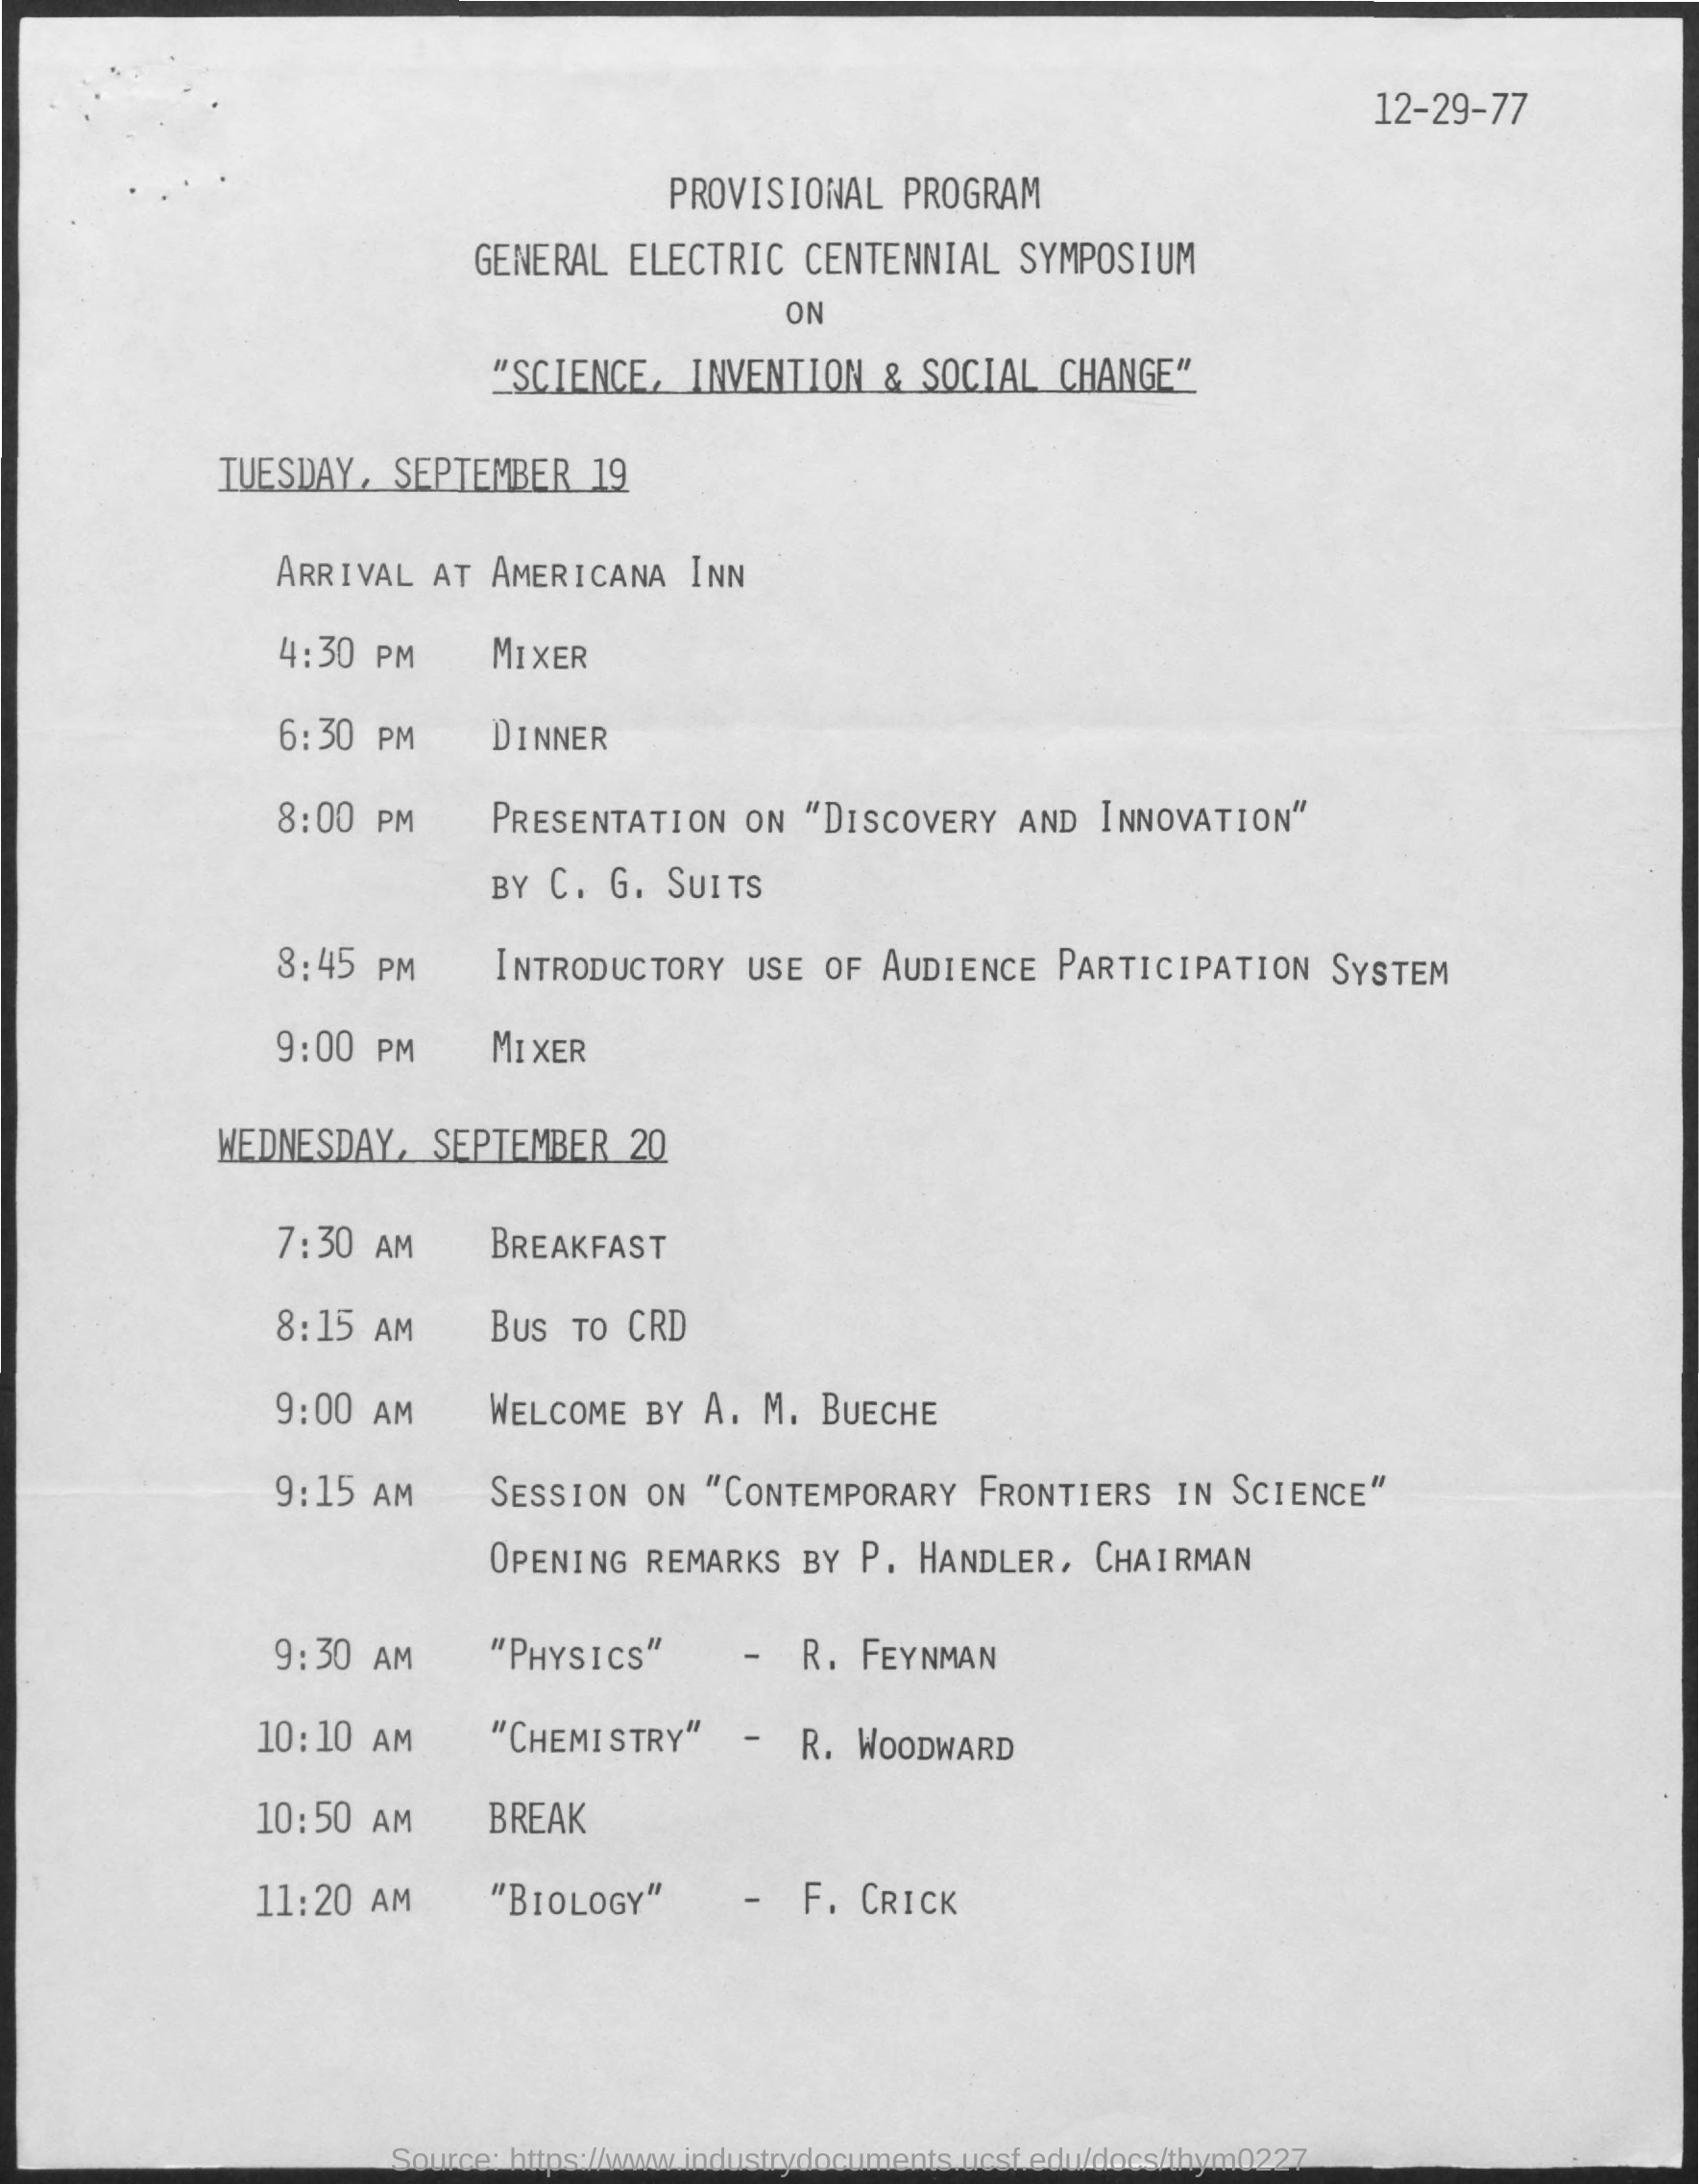 12-29-77
PROVISIONAL PROGRAM
GENERAL ELECTRIC CENTENNIAL SYMPOSIUM
ON
"SCIENCE, INVENTION & SOCIAL CHANGE"
TUESDAY, SEPTEMBER 19
ARRIVAL AT AMERICANA INN
4:30 PM MIXER
6:30 PM DINNER
8:00 PM PRESENTATION ON "DISCOVERY AND INNOVATION"
BY C. G. SUITS
8:45 PM INTRODUCTORY USE OF AUDIENCE PARTICIPATION SYSTEM
9:00 PM MIXER
WEDNESDAY, SEPTEMBER 20
7:30 AM BREAKFAST
8:15 AM BUS TO CRD
9:00 AM WELCOME BY A. M. BUECHE
9:15 AM SESSION ON "CONTEMPORARY FRONTIERS IN SCIENCE"
OPENING REMARKS BY P. HANDLER, CHAIRMAN
9:30 AM "PHYSICS" - R. FEYNMAN
10:10 AM "CHEMISTRY" - R. WOODWARD
10:50 AM BREAK
11:20 AM "BIOLOGY" - F. CRICK
Source: https://www.industrydocuments.ucsf.edu/docs/thym0227